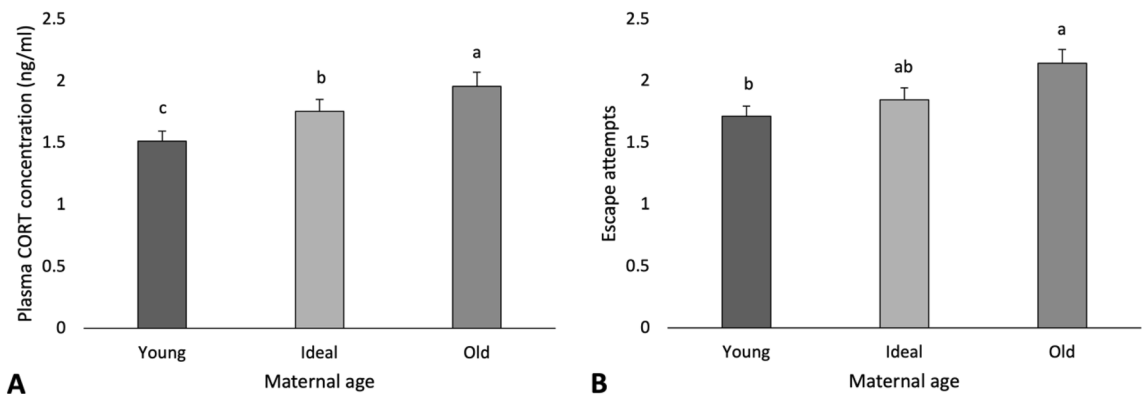 Plasma CORT concentration (ng/ml)
2.5
2
1.5
1
0.5
0
c
b
a
Young Ideal Old
Maternal age
A
Escape attempts
2.5
2
1.5
1
0.5
0
b
ab
a
Young Ideal Old
Maternal age
B